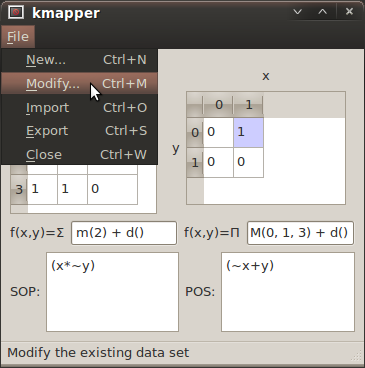 kmapper
File
New... Ctrl+N
Modify... Ctrl+M
Import Ctrl+O
Export Ctrl+S
Close Ctrl+W
x
0 1
y 0 0 1
1 0 0
3 1 1 0
f(x,y)=Σ m(2) + d() f(x,y)=Π M(0, 1, 3) + d()
SOP: (x*~y) POS: (~x+y)
Modify the existing data set